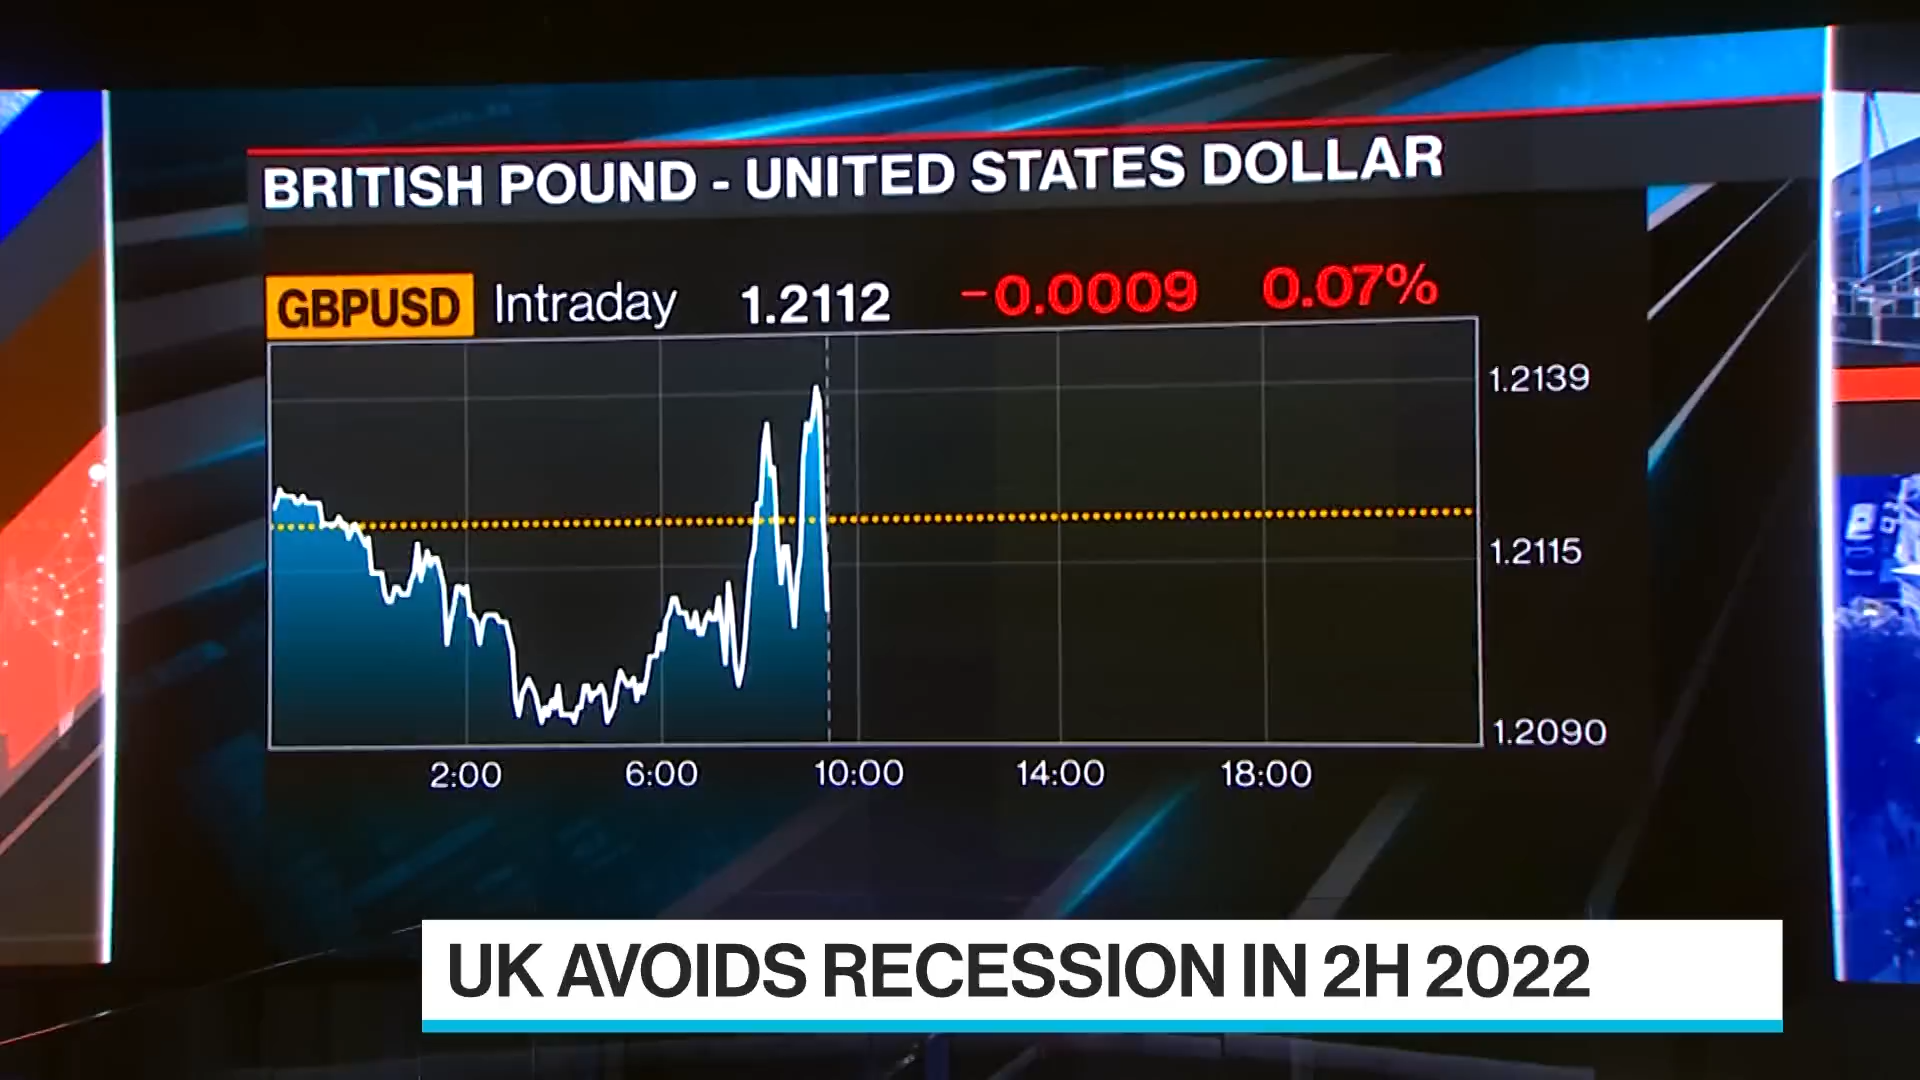 BRITISH POUND - UNITED STATES DOLLAR
GBPUSD Intraday 1.2112 -0.0009 0.07%
1.2139
1.2115
1.2090
2:00 6:00 10:00 14:00 18:00
UK AVOIDS RECESSION IN 2H 2022